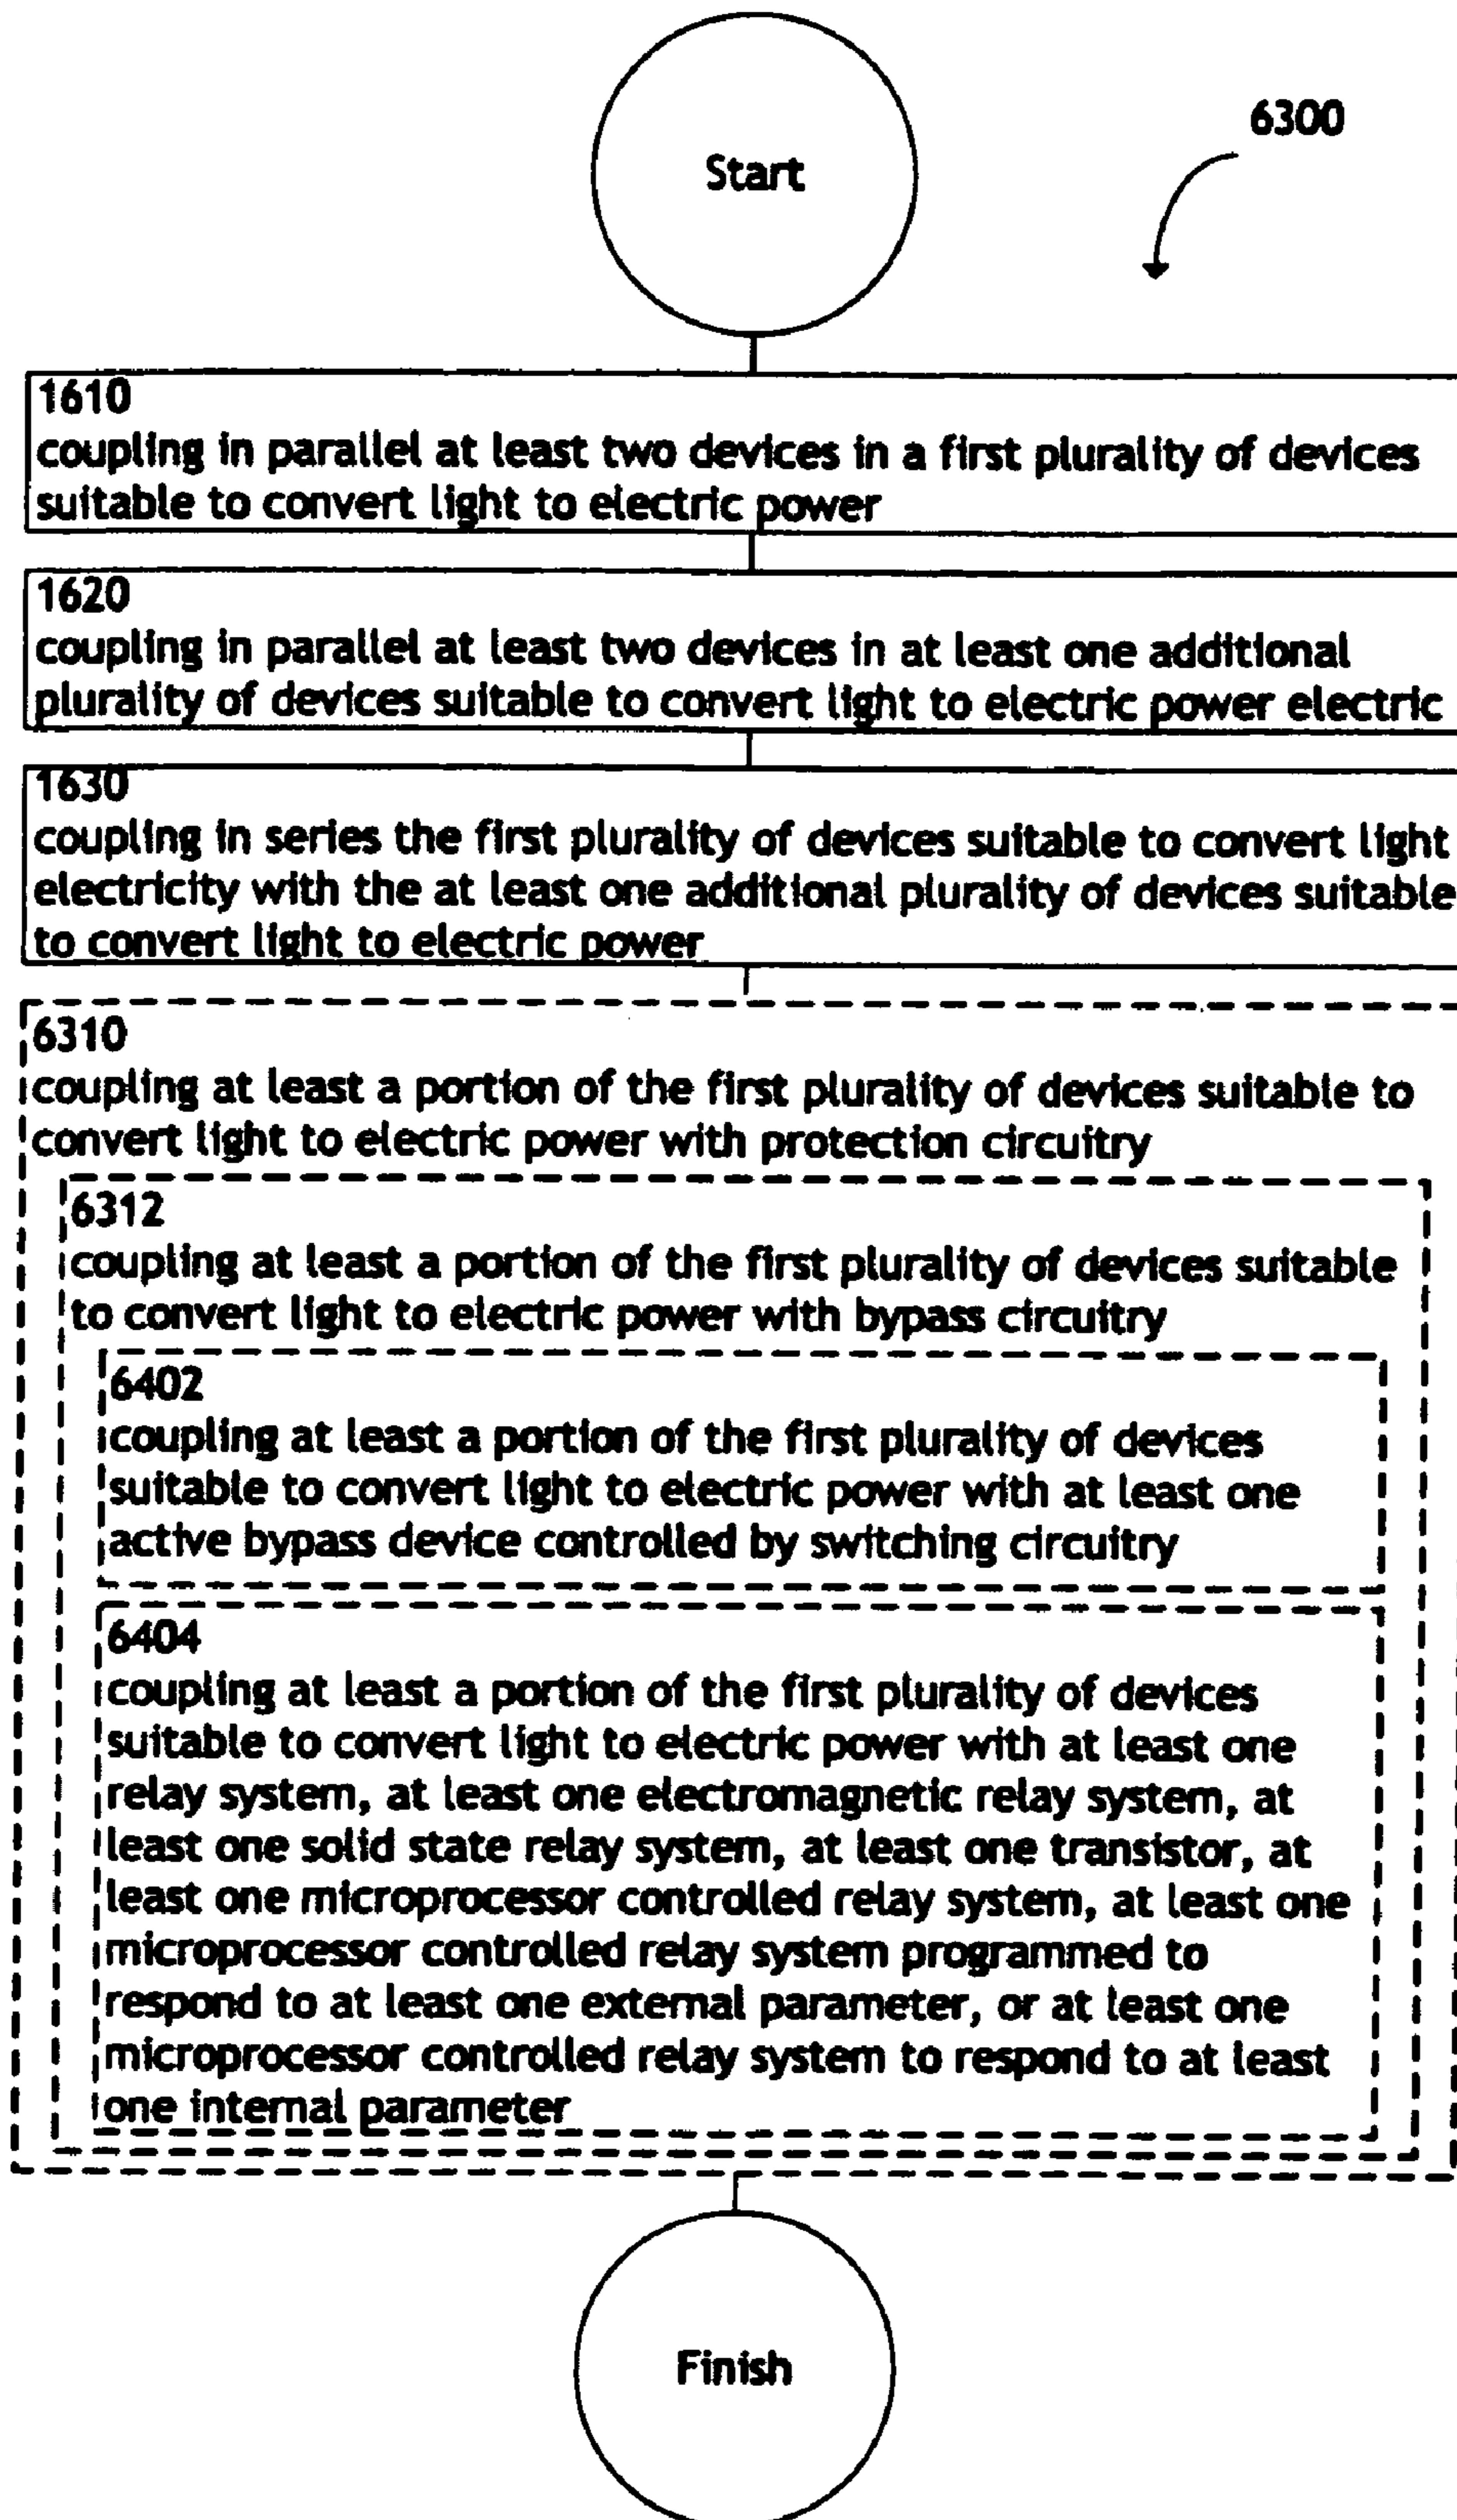 Start
6300
1610
coupling in parallel at least two devices in a first plurality of devices
suitable to convert light to electric power
1620
coupling in parallel at least two devices in at least one additional
plurality of devices suitable to convert light to electric power electric
1630
coupling in series the first plurality of devices suitable to convert light
electricity with the at least one additional plurality of devices suitable
to convert light to electric power
6310
coupling at least a portion of the first plurality of devices suitable to
convert light to electric power with protection circuitry
6312
coupling at least a portion of the first plurality of devices suitable
to convert light to electric power with bypass circuitry
6402
coupling at least a portion of the first plurality of devices
suitable to convert light to electric power with at least one
active bypass device controlled by switching circuitry
6404
coupling at least a portion of the first plurality of devices
suitable to convert light to electric power with at least one
relay system, at least one electromagnetic relay system, at
least one solid state relay system, at least one transistor, at
least one microprocessor controlled relay system, at least one
microprocessor controlled relay system programmed to
respond to at least one external parameter, or at least one
microprocessor controlled relay system to respond to at least
one internal parameter
Finish